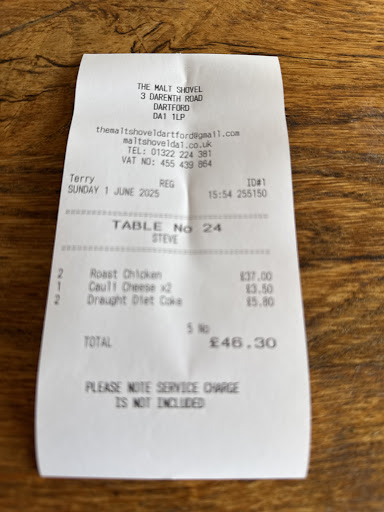 THE MALT SHOVEL
3 DARENTH ROAD
DARTFORD
DA1 1LP
themaltshoveldartford@gmail.com
maltshovelda1.co.uk
TEL: 01322 224 381
VAT NO: 455 439 864
Terry REG ID#1
SUNDAY 1 JUNE 2025 15:54 255150
TABLE No 24
STEVE
2 Roast Chicken £37.00
1 Cauli Cheese x2 £3.50
2 Draught Diet Coke £5.80
5 No
TOTAL £46.30
PLEASE NOTE SERVICE CHARGE
IS NOT INCLUDED